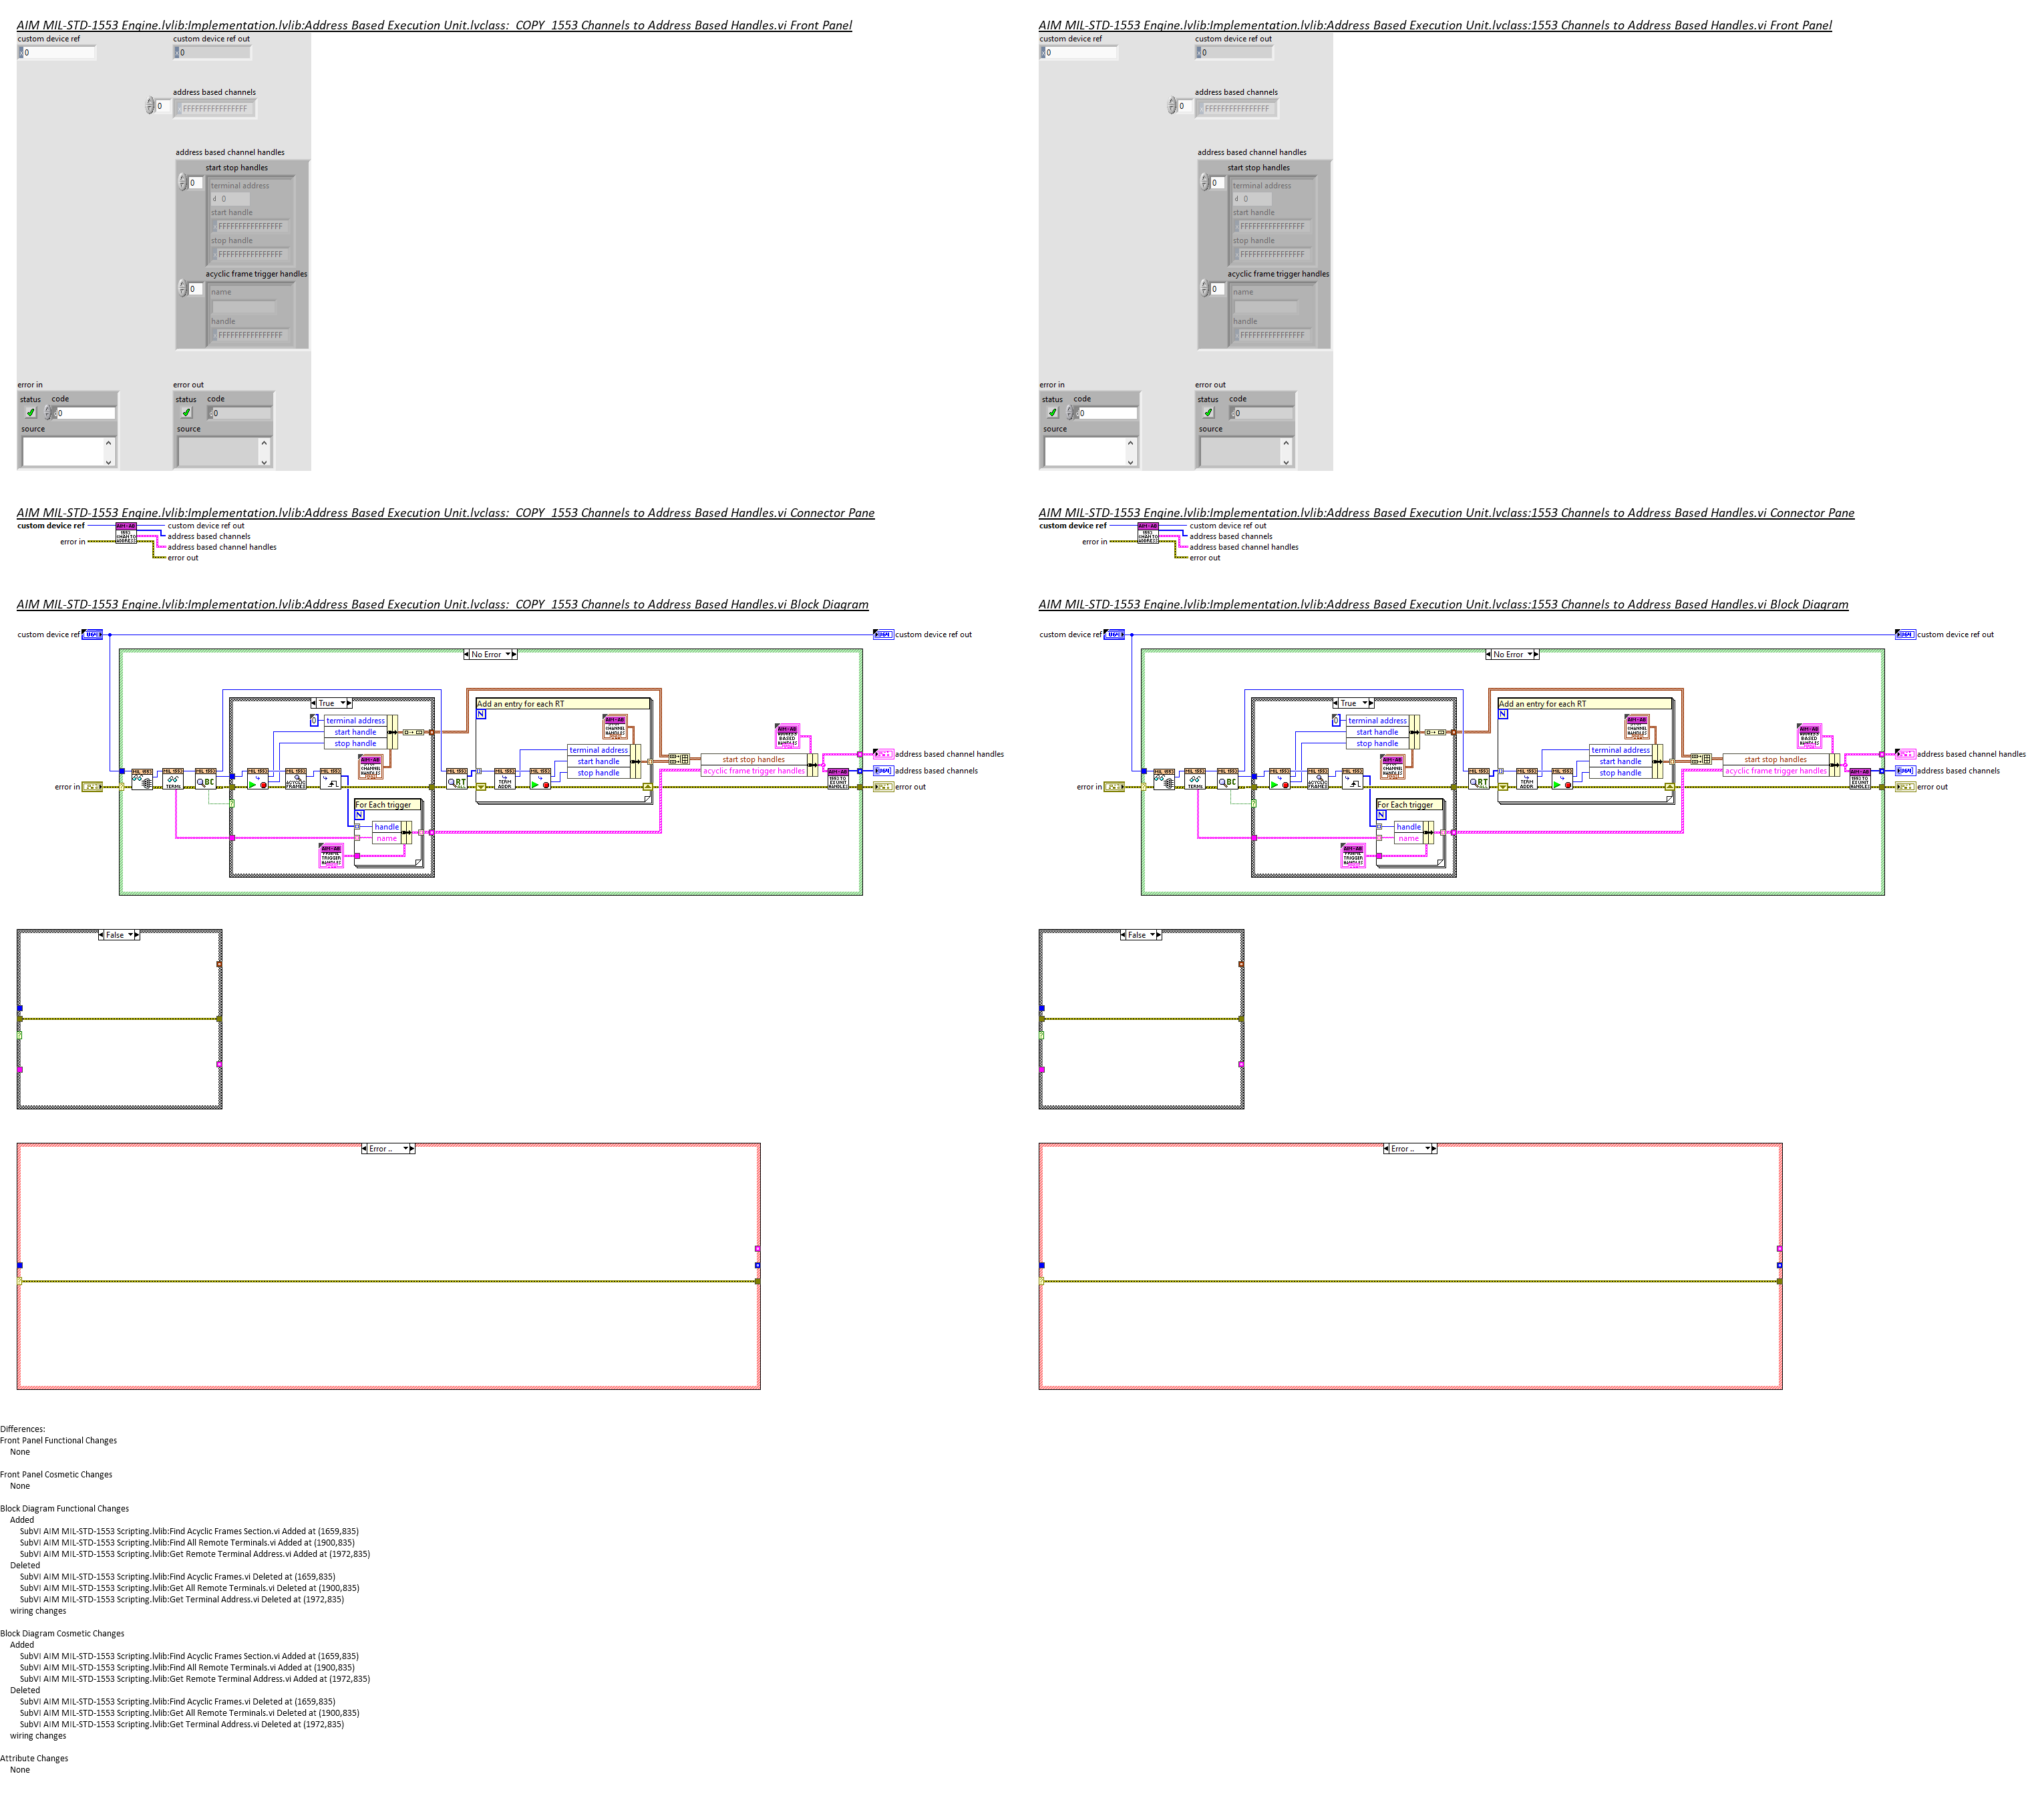 AIM MIL-STD-1553 Engine.lvlib:Implementation.lvlib:Address Based Execution Unit.lvclass:_COPY_1553 Channels to Address Based Handles.vi Front Panel
custom device ref
custom device ref out
0
0
address based channels
0
FFFFFFFFFFFFFFFF
address based channel handles
start stop handles
0
terminal address
d 0
start handle
FFFFFFFFFFFFFFFF
stop handle
FFFFFFFFFFFFFFFF
acyclic frame trigger handles
0
name
handle
FFFFFFFFFFFFFFFF
error in
error out
status code
status code
0
0
source
source
AIM MIL-STD-1553 Engine.lvlib:Implementation.lvlib:Address Based Execution Unit.lvclass:1553 Channels to Address Based Handles.vi Front Panel
custom device ref
custom device ref out
0
0
address based channels
0
FFFFFFFFFFFFFFFF
address based channel handles
start stop handles
0
terminal address
d 0
start handle
FFFFFFFFFFFFFFFF
stop handle
FFFFFFFFFFFFFFFF
acyclic frame trigger handles
0
name
handle
FFFFFFFFFFFFFFFF
error in
error out
status code
status code
0
0
source
source
AIM MIL-STD-1553 Engine.lvlib:Implementation.lvlib:Address Based Execution Unit.lvclass:_COPY_1553 Channels to Address Based Handles.vi Connector Pane
custom device ref
custom device ref out
address based channels
error in
address based channel handles
error out
AIM MIL-STD-1553 Engine.lvlib:Implementation.lvlib:Address Based Execution Unit.lvclass:1553 Channels to Address Based Handles.vi Connector Pane
custom device ref
custom device ref out
address based channels
error in
address based channel handles
error out
AIM MIL-STD-1553 Engine.lvlib:Implementation.lvlib:Address Based Execution Unit.lvclass:_COPY_1553 Channels to Address Based Handles.vi Block Diagram
custom device ref
custom device ref out
No Error
True
Add an entry for each RT
N
0
terminal address
start handle
stop handle
terminal address
start handle
stop handle
start stop handles
acyclic frame trigger handles
address based channel handles
address based channels
error in
error out
For Each trigger
N
handle
name
False
Error ..
AIM MIL-STD-1553 Engine.lvlib:Implementation.lvlib:Address Based Execution Unit.lvclass:1553 Channels to Address Based Handles.vi Block Diagram
custom device ref
custom device ref out
No Error
True
Add an entry for each RT
N
0
terminal address
start handle
stop handle
terminal address
start handle
stop handle
start stop handles
acyclic frame trigger handles
address based channel handles
address based channels
error in
error out
For Each trigger
N
handle
name
False
Error ..
Differences:
Front Panel Functional Changes
None
Front Panel Cosmetic Changes
None
Block Diagram Functional Changes
Added
SubVI AIM MIL-STD-1553 Scripting.lvlib:Find Acyclic Frames Section.vi Added at (1659,835)
SubVI AIM MIL-STD-1553 Scripting.lvlib:Find All Remote Terminals.vi Added at (1900,835)
SubVI AIM MIL-STD-1553 Scripting.lvlib:Get Remote Terminal Address.vi Added at (1972,835)
Deleted
SubVI AIM MIL-STD-1553 Scripting.lvlib:Find Acyclic Frames.vi Deleted at (1659,835)
SubVI AIM MIL-STD-1553 Scripting.lvlib:Get All Remote Terminals.vi Deleted at (1900,835)
SubVI AIM MIL-STD-1553 Scripting.lvlib:Get Terminal Address.vi Deleted at (1972,835)
wiring changes
Block Diagram Cosmetic Changes
Added
SubVI AIM MIL-STD-1553 Scripting.lvlib:Find Acyclic Frames Section.vi Added at (1659,835)
SubVI AIM MIL-STD-1553 Scripting.lvlib:Find All Remote Terminals.vi Added at (1900,835)
SubVI AIM MIL-STD-1553 Scripting.lvlib:Get Remote Terminal Address.vi Added at (1972,835)
Deleted
SubVI AIM MIL-STD-1553 Scripting.lvlib:Find Acyclic Frames.vi Deleted at (1659,835)
SubVI AIM MIL-STD-1553 Scripting.lvlib:Get All Remote Terminals.vi Deleted at (1900,835)
SubVI AIM MIL-STD-1553 Scripting.lvlib:Get Terminal Address.vi Deleted at (1972,835)
wiring changes
Attribute Changes
None